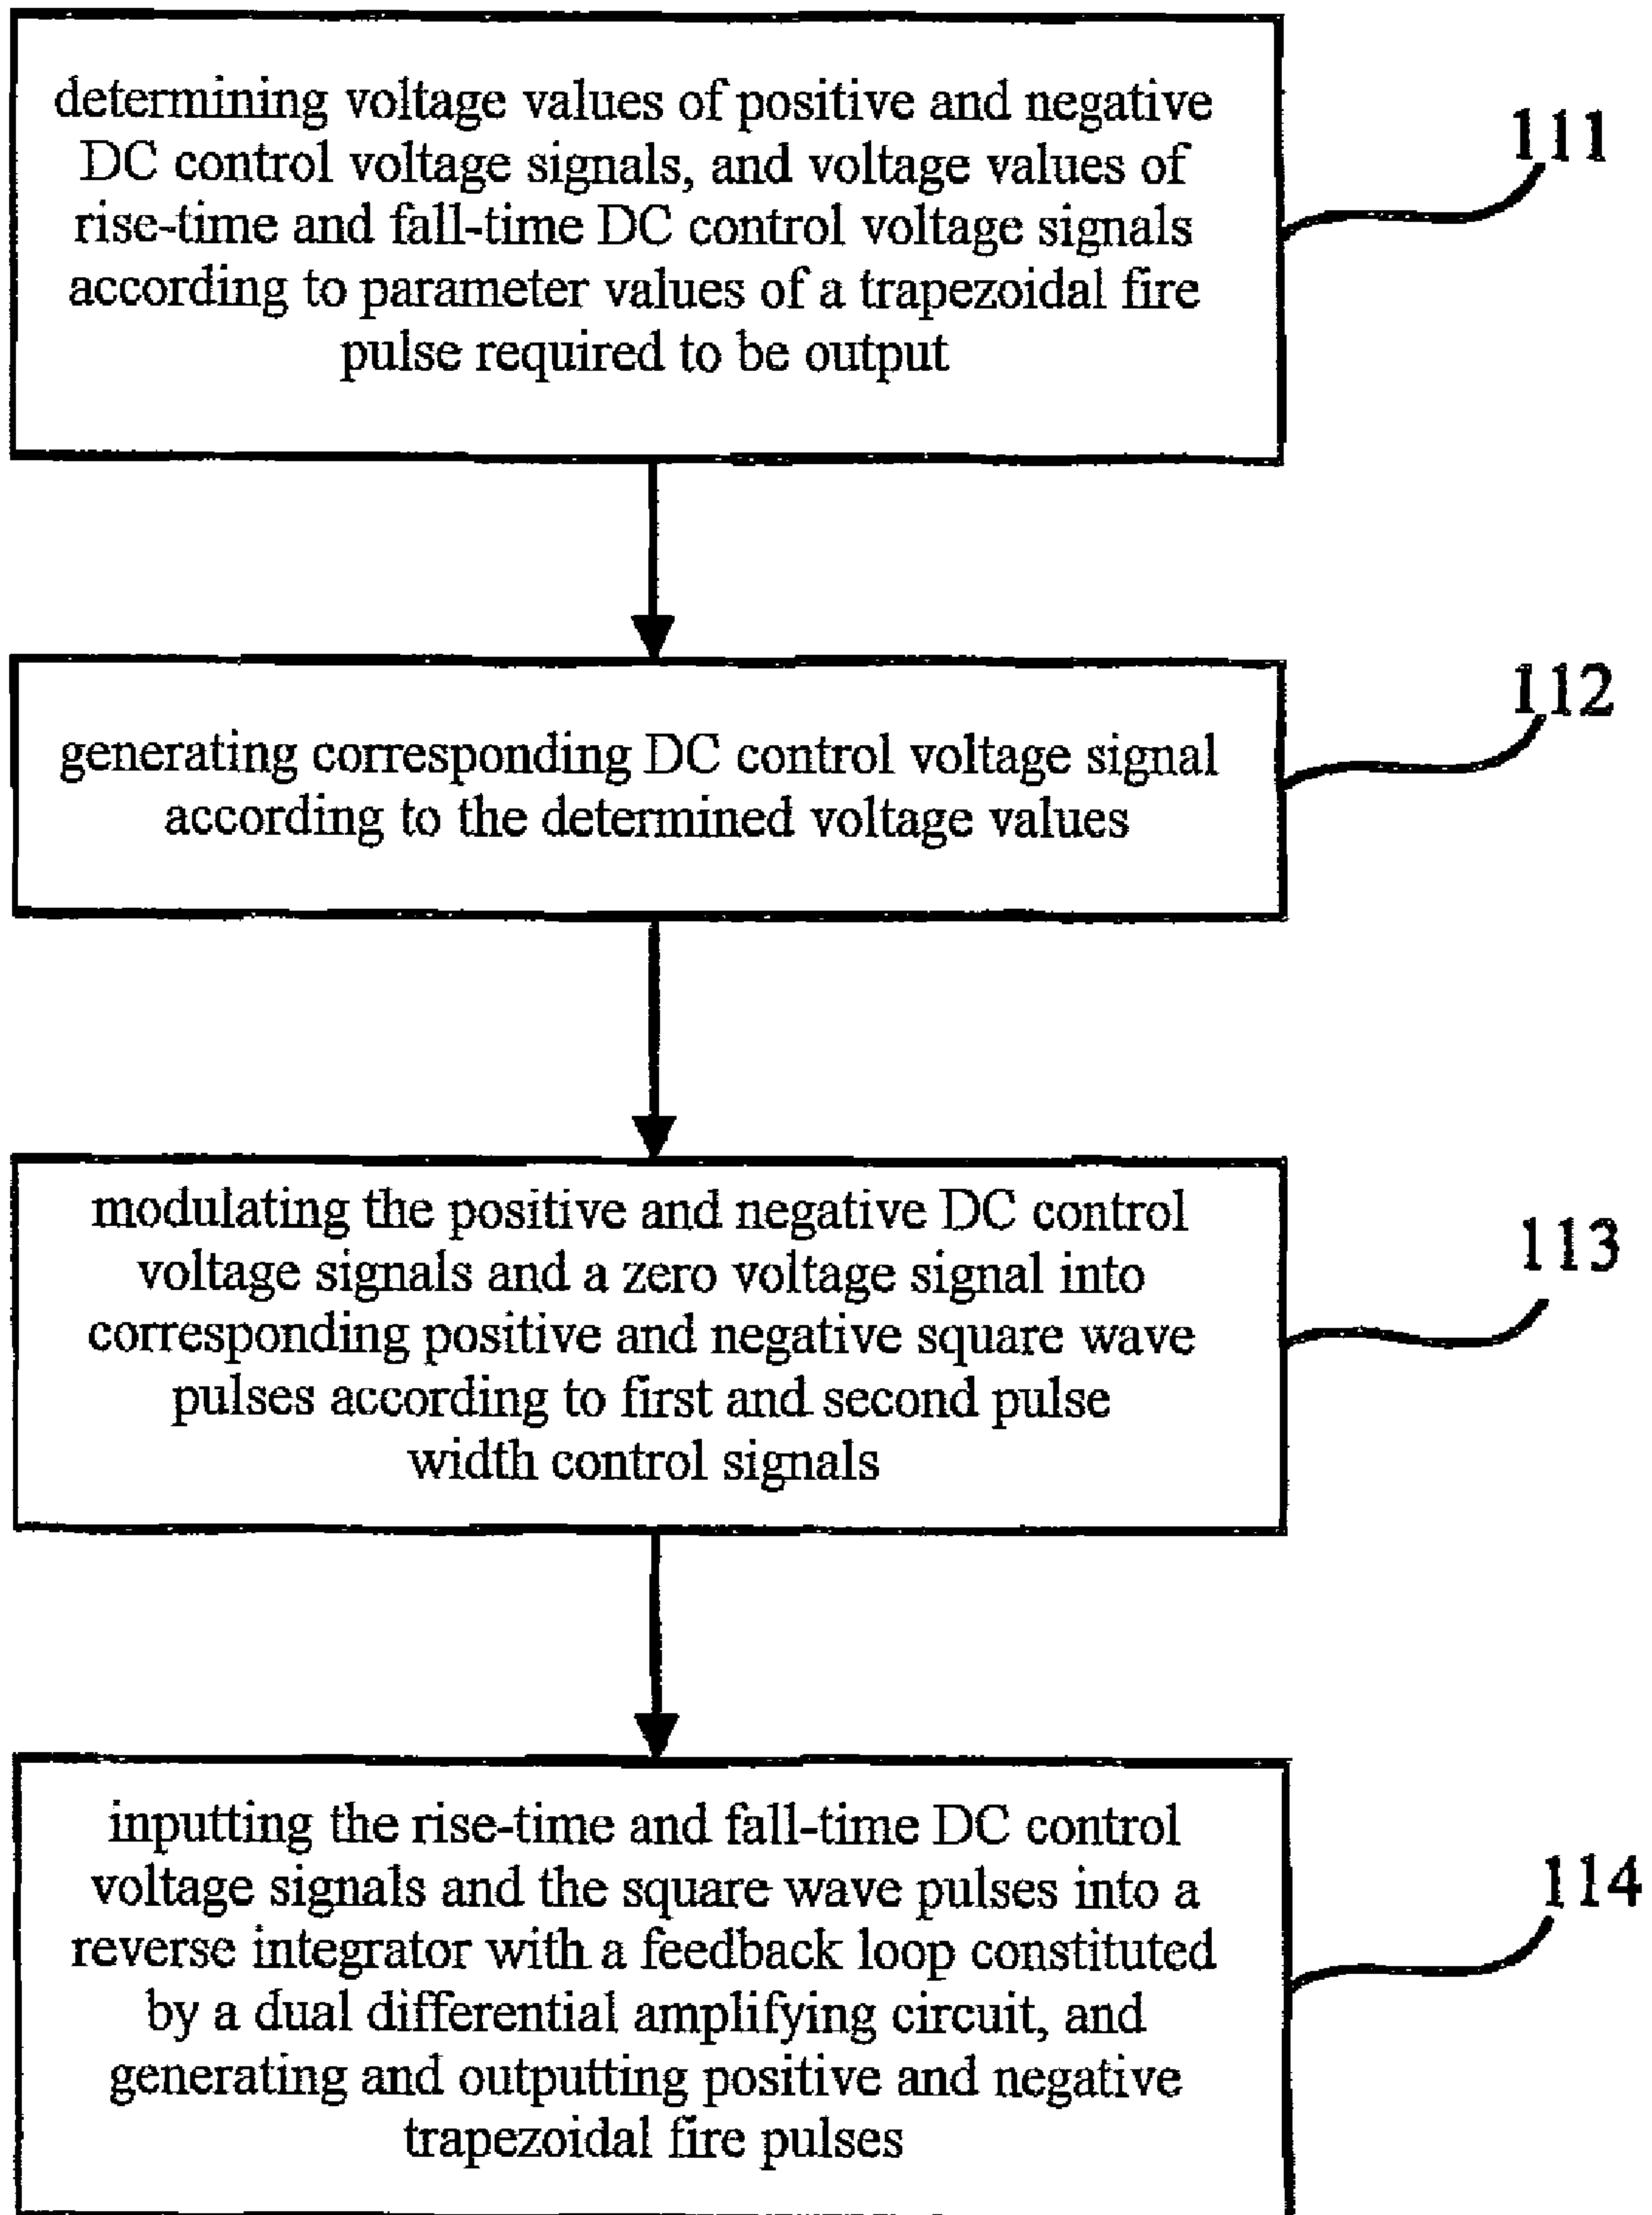 determining voltage values of positive and negative
DC control voltage signals, and voltage values of
rise-time and fall-time DC control voltage signals
according to parameter values of a trapezoidal fire
pulse required to be output
111
generating corresponding DC control voltage signal
according to the determined voltage values
112
modulating the positive and negative DC control
voltage signals and a zero voltage signal into
corresponding positive and negative square wave
pulses according to first and second pulse
width control signals
113
inputting the rise-time and fall-time DC control
voltage signals and the square wave pulses into a
reverse integrator with a feedback loop constituted
by a dual differential amplifying circuit, and
generating and outputting positive and negative
trapezoidal fire pulses
114